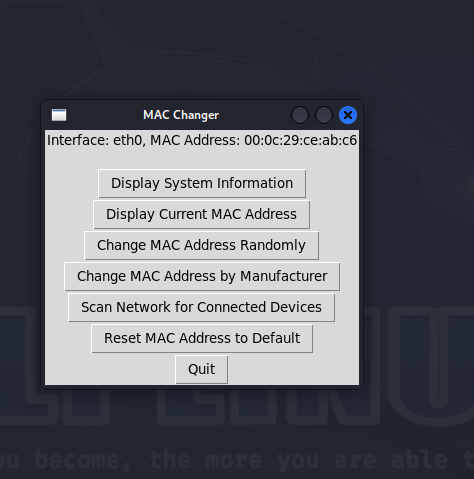 MAC Changer
Interface: eth0, MAC Address: 00:0c:29:ce:ab:c6
Display System Information
Display Current MAC Address
Change MAC Address Randomly
Change MAC Address by Manufacturer
Scan Network for Connected Devices
Reset MAC Address to Default
Quit
become, the more you are able